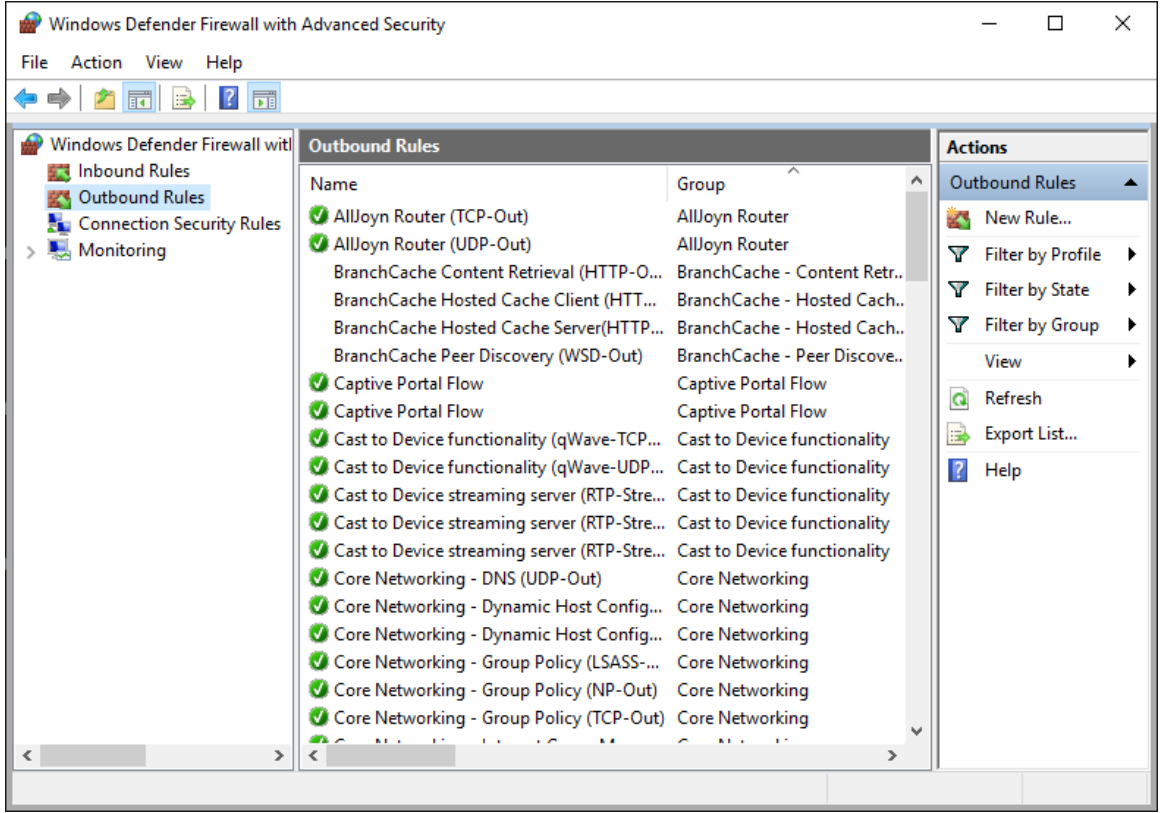 Windows Defender Firewall with Advanced Security
File Action View Help
Windows Defender Firewall witl
Inbound Rules
Outbound Rules
Connection Security Rules
Monitoring
Outbound Rules
Name Group
AllJoyn Router (TCP-Out) AllJoyn Router
AllJoyn Router (UDP-Out) AllJoyn Router
BranchCache Content Retrieval (HTTP-O... BranchCache - Content Retr..
BranchCache Hosted Cache Client (HTT... BranchCache - Hosted Cach..
BranchCache Hosted Cache Server(HTTP... BranchCache - Hosted Cach..
BranchCache Peer Discovery (WSD-Out) BranchCache - Peer Discove..
Captive Portal Flow Captive Portal Flow
Captive Portal Flow Captive Portal Flow
Cast to Device functionality (qWave-TCP... Cast to Device functionality
Cast to Device functionality (qWave-UDP... Cast to Device functionality
Cast to Device streaming server (RTP-Stre... Cast to Device functionality
Cast to Device streaming server (RTP-Stre... Cast to Device functionality
Cast to Device streaming server (RTP-Stre... Cast to Device functionality
Core Networking - DNS (UDP-Out) Core Networking
Core Networking - Dynamic Host Config... Core Networking
Core Networking - Dynamic Host Config... Core Networking
Core Networking - Group Policy (LSASS-... Core Networking
Core Networking - Group Policy (NP-Out) Core Networking
Core Networking - Group Policy (TCP-Out) Core Networking
Actions
Outbound Rules
New Rule...
Filter by Profile
Filter by State
Filter by Group
View
Refresh
Export List...
Help